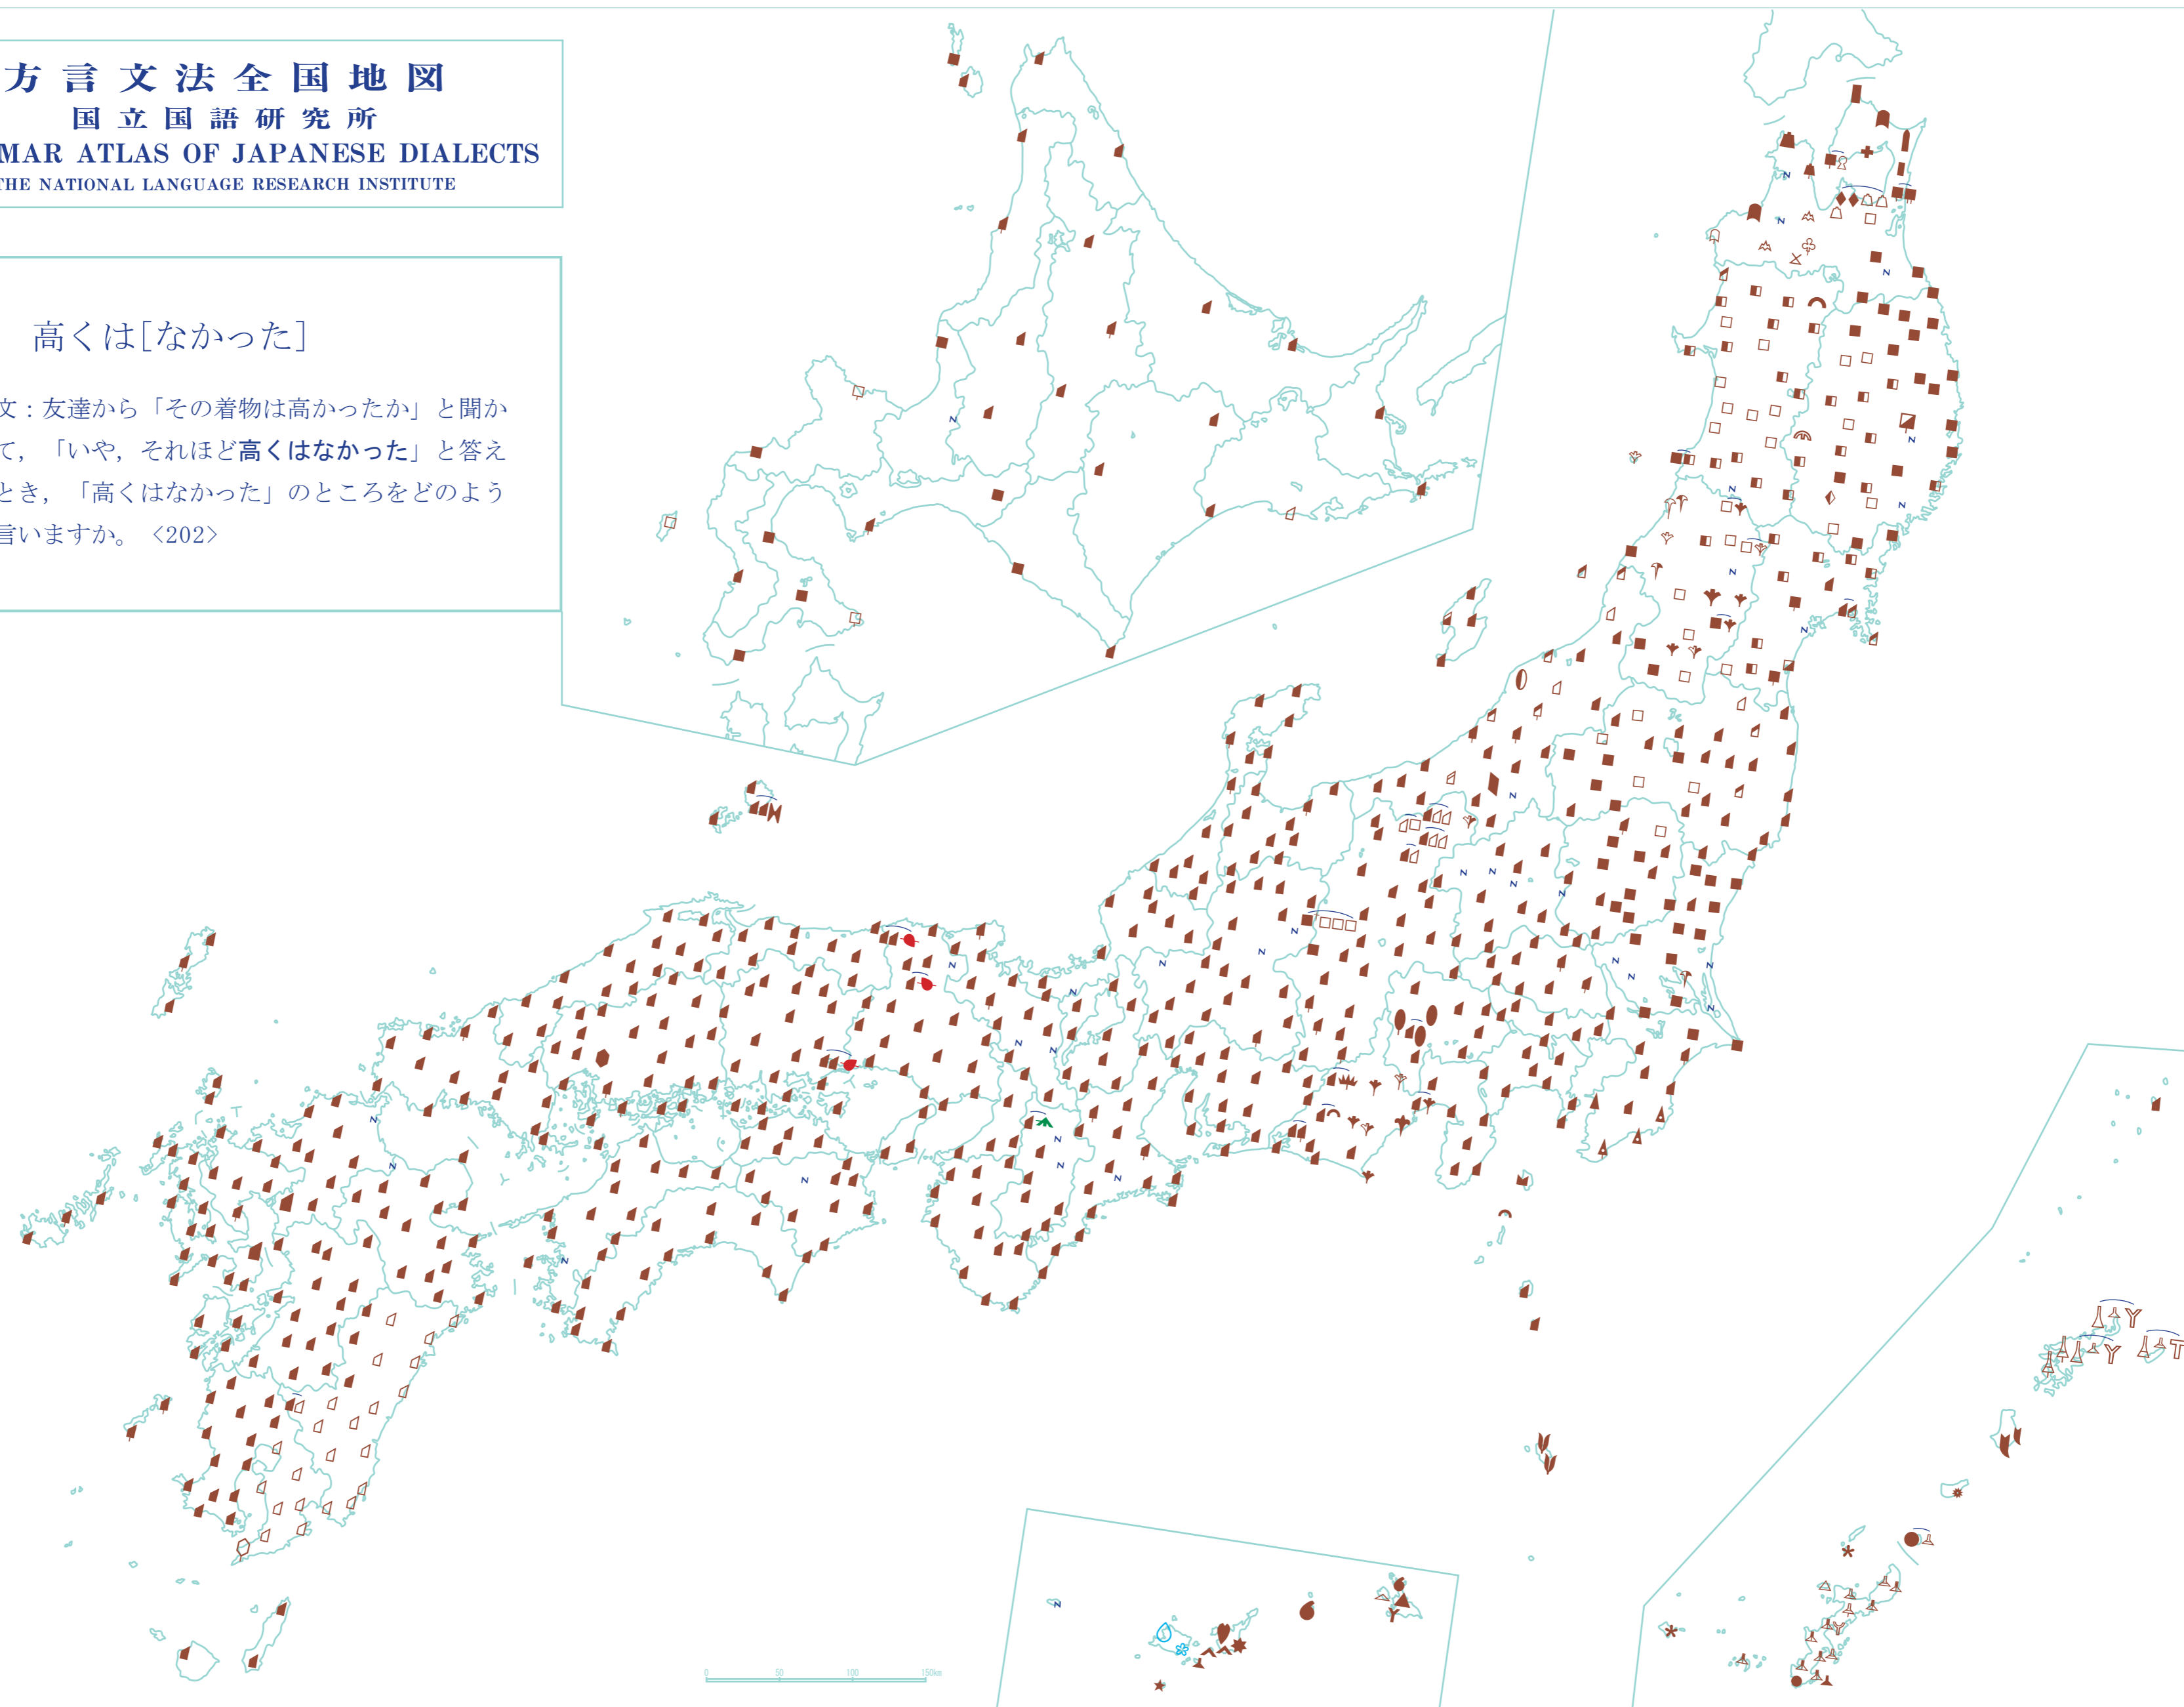 方言文法全国地図
国立国語研究所
MAR ATLAS OF JAPANESE DIALECTS
THE NATIONAL LANGUAGE RESEARCH INSTITUTE
高くは[なかった]
文:友達から「その着物は高かったか」と聞か
て,「いや,それほど高くはなかった」と答え
とき,「高くはなかった」のところをどのよう
言いますか。 <202>
0 50 100 150km